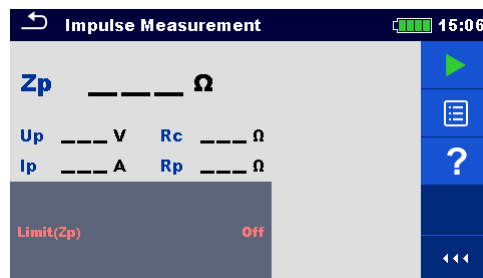 Impulse Measurement 15:06
Zp ___ Ω
Up ___ V Rc ___ Ω
Ip ___ A Rp ___ Ω
?
Limit(Zp) Off